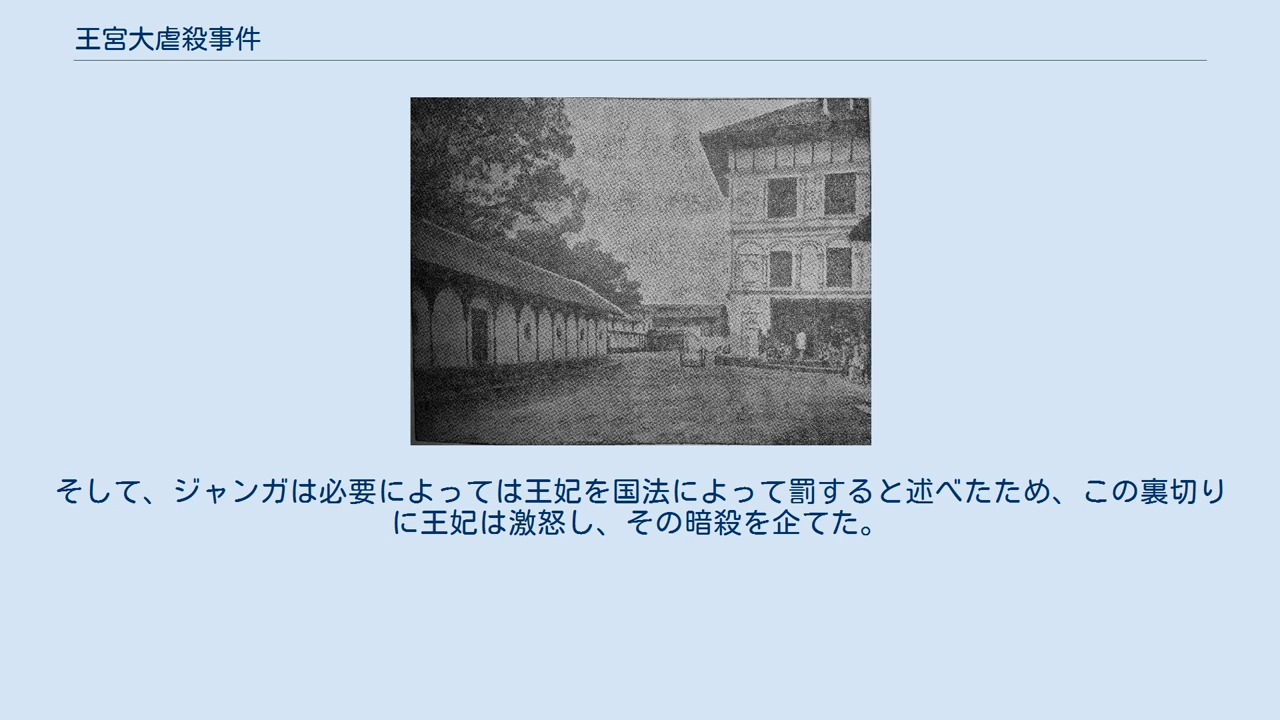 王宮大虐殺事件
そして、ジャンガは必要によっては王妃を国法によって罰すると述べたため、この裏切り
に王妃は激怒し、その暗殺を企てた。